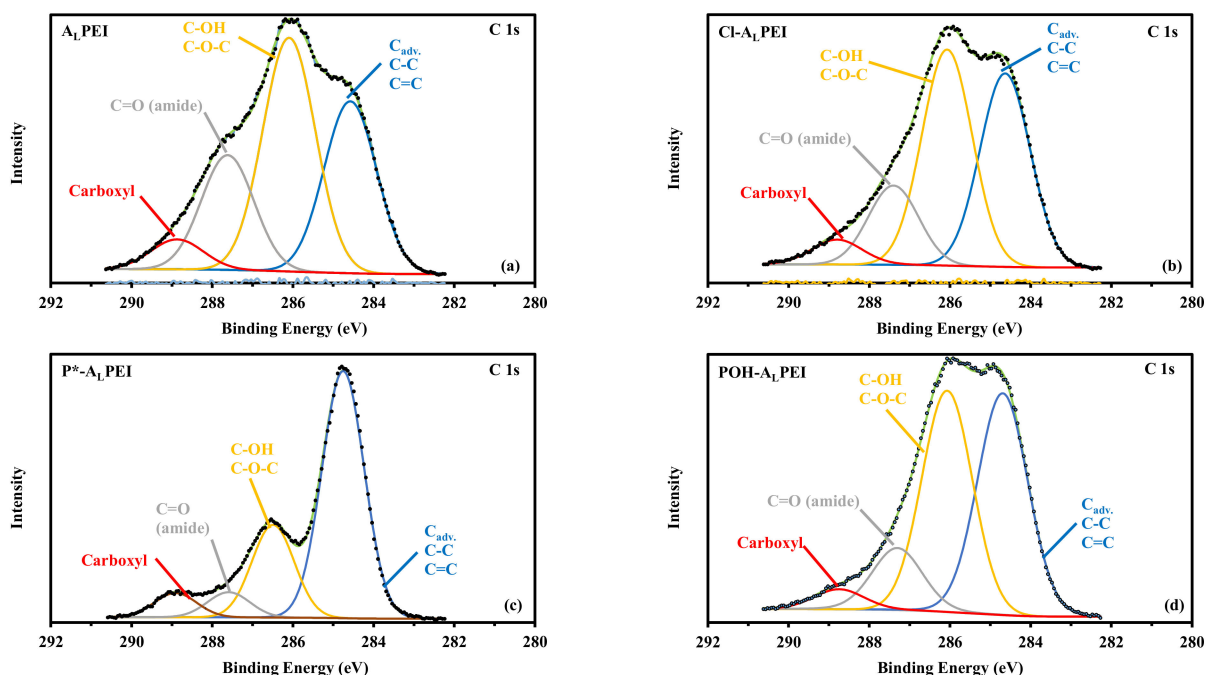 ALPEI
C 1s
C-OH
C-O-C
Cadv.
C-C
C=C
C=O (amide)
Carboxyl
(a)
Intensity
292 290 288 286 284 282 280
Binding Energy (eV)
Cl-ALPEI
C 1s
C-OH
C-O-C
Cadv.
C-C
C=C
C=O (amide)
Carboxyl
(b)
Intensity
292 290 288 286 284 282 280
Binding Energy (eV)
P*-ALPEI
C 1s
C-OH
C-O-C
C=O
(amide)
Carboxyl
Cadv.
C-C
C=C
(c)
Intensity
292 290 288 286 284 282 280
Binding Energy (eV)
POH-ALPEI
C 1s
C-OH
C-O-C
C=O (amide)
Carboxyl
Cadv.
C-C
C=C
(d)
Intensity
292 290 288 286 284 282 280
Binding Energy (eV)